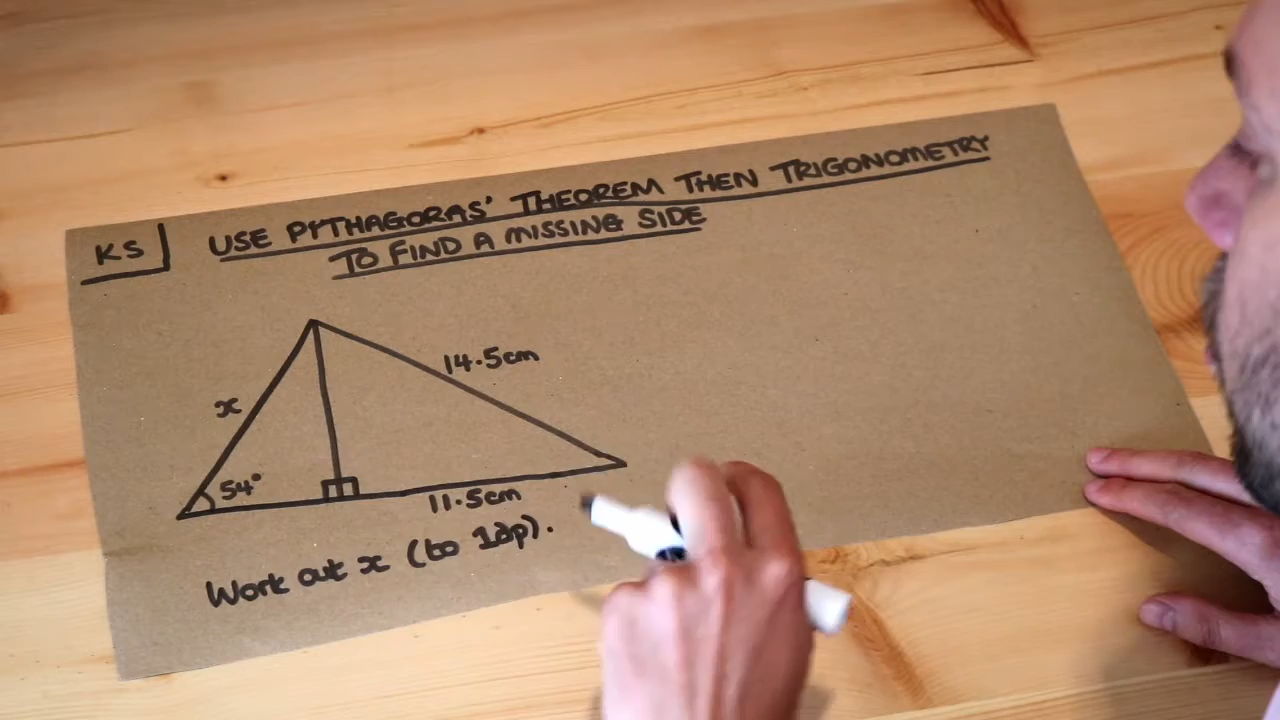 KS
USE PYTHAGORAS' THEOREM THEN TRIGONOMETRY
TO FIND A MISSING SIDE
14.5cm
x
54°
11.5cm
Work out x (to 1dp).